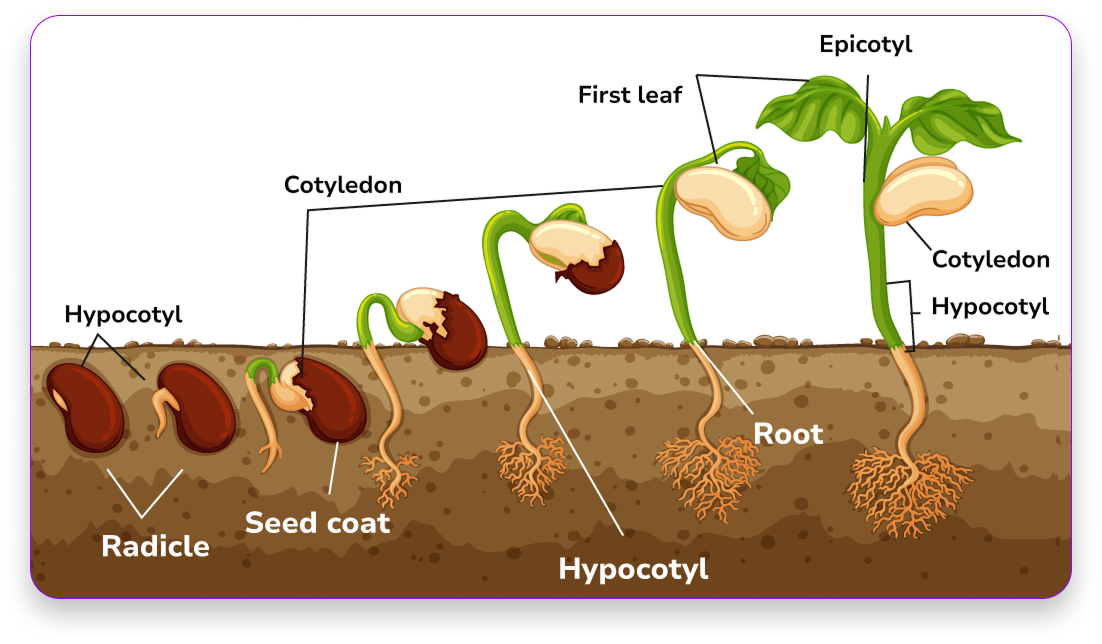 Epicotyl
First leaf
Cotyledon
Cotyledon
Hypocotyl
Hypocotyl
Root
Seed coat
Radicle
Hypocotyl